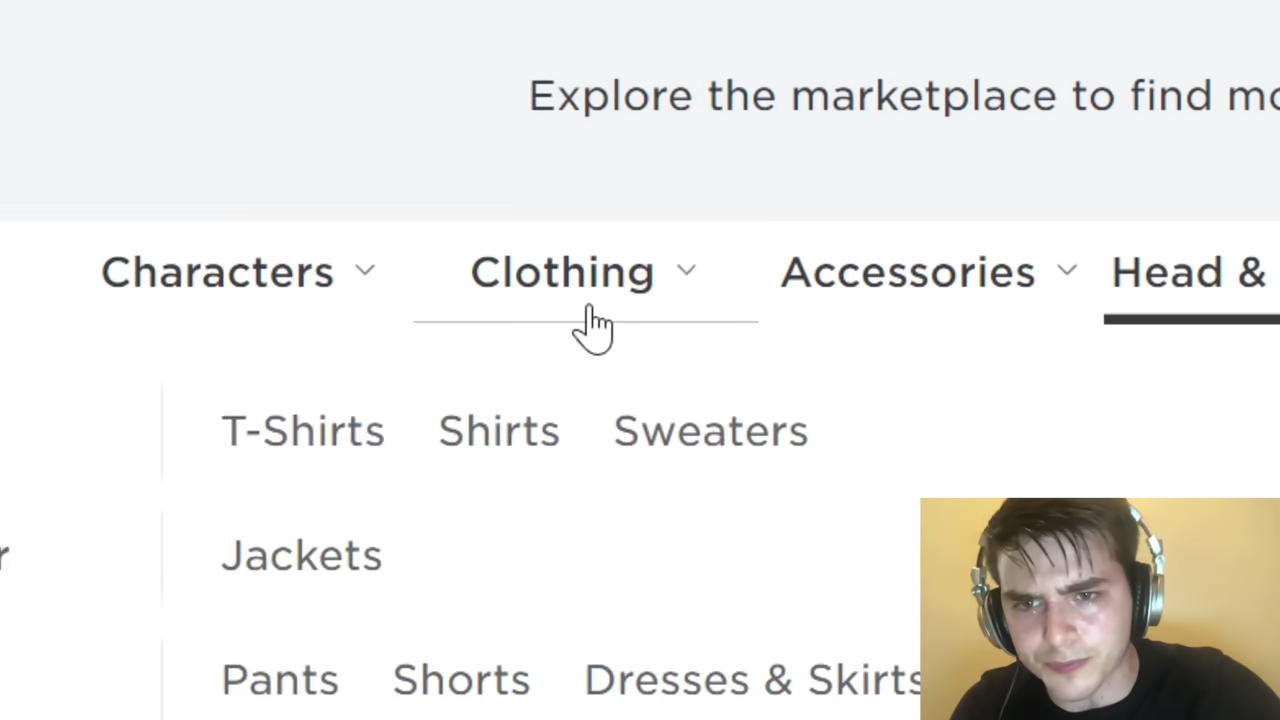 Explore the marketplace to find mo
Characters Clothing Accessories Head &
T-Shirts Shirts Sweaters
r
Jackets
Pants Shorts Dresses & Skirts